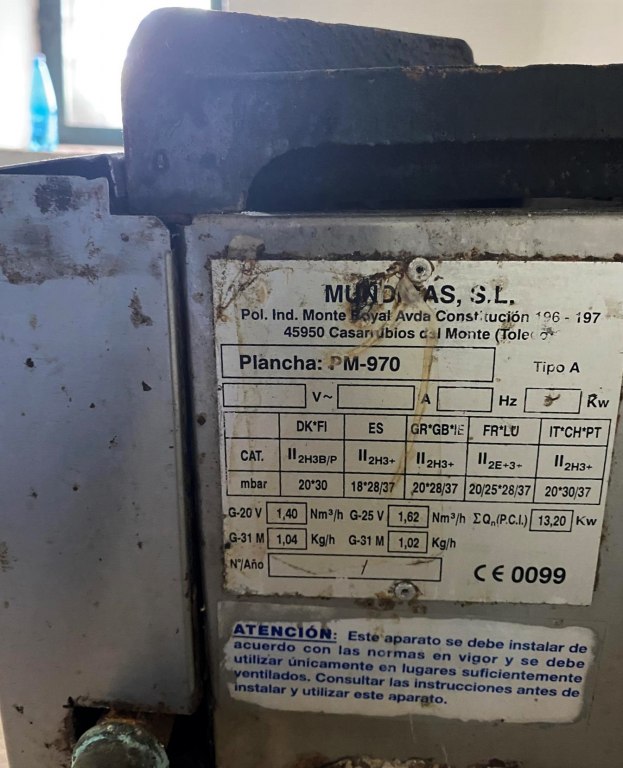 MUNDIGAS, S.L.
Pol. Ind. Monte Royal Avda Constitución 196 - 197
45950 Casarrubios del Monte (Toledo)
Plancha: PM-970 Tipo A
V~ A Hz Kw
DK*FI ES GR*GB*IE FR*LU IT*CH*PT
CAT. II2H3B/P II2H3+ II2H3+ II2E+3+ II2H3+
mbar 20*30 18*28/37 20*28/37 20/25*28/37 20*30/37
G-20 V 1,40 Nm³/h G-25 V 1,62 Nm³/h ΣQn(P.C.I.) 13,20 Kw
G-31 M 1,04 Kg/h G-31 M 1,02 Kg/h
N°/Año / CE 0099
ATENCIÓN: Este aparato se debe instalar de
acuerdo con las normas en vigor y se debe
utilizar únicamente en lugares suficientemente
ventilados. Consultar las instrucciones antes de
instalar y utilizar este aparato.